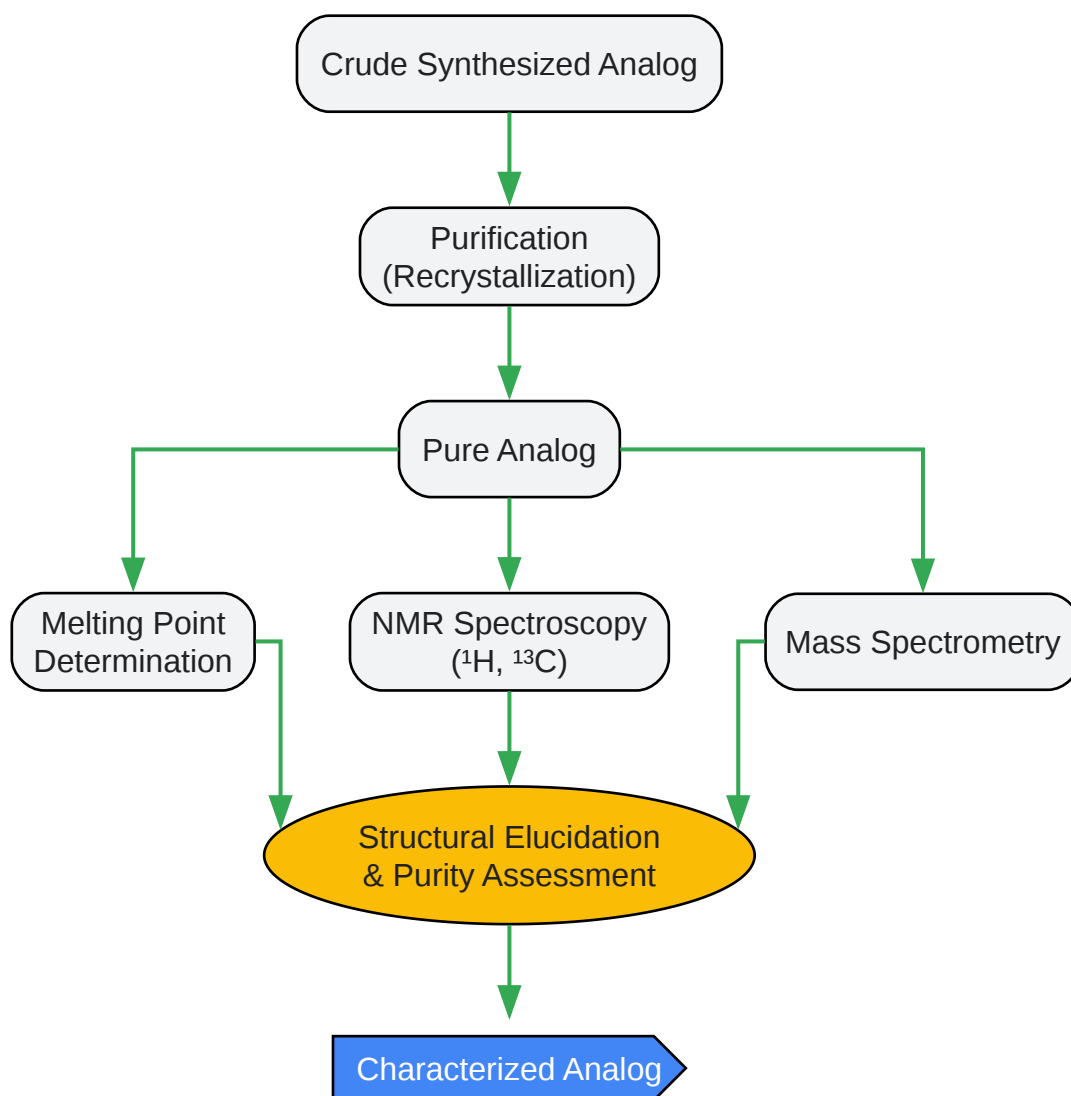 Crude Synthesized Analog
Purification
(Recrystallization)
Pure Analog
Melting Point
Determination
NMR Spectroscopy
(¹H, ¹³C)
Mass Spectrometry
Structural Elucidation
& Purity Assessment
Characterized Analog